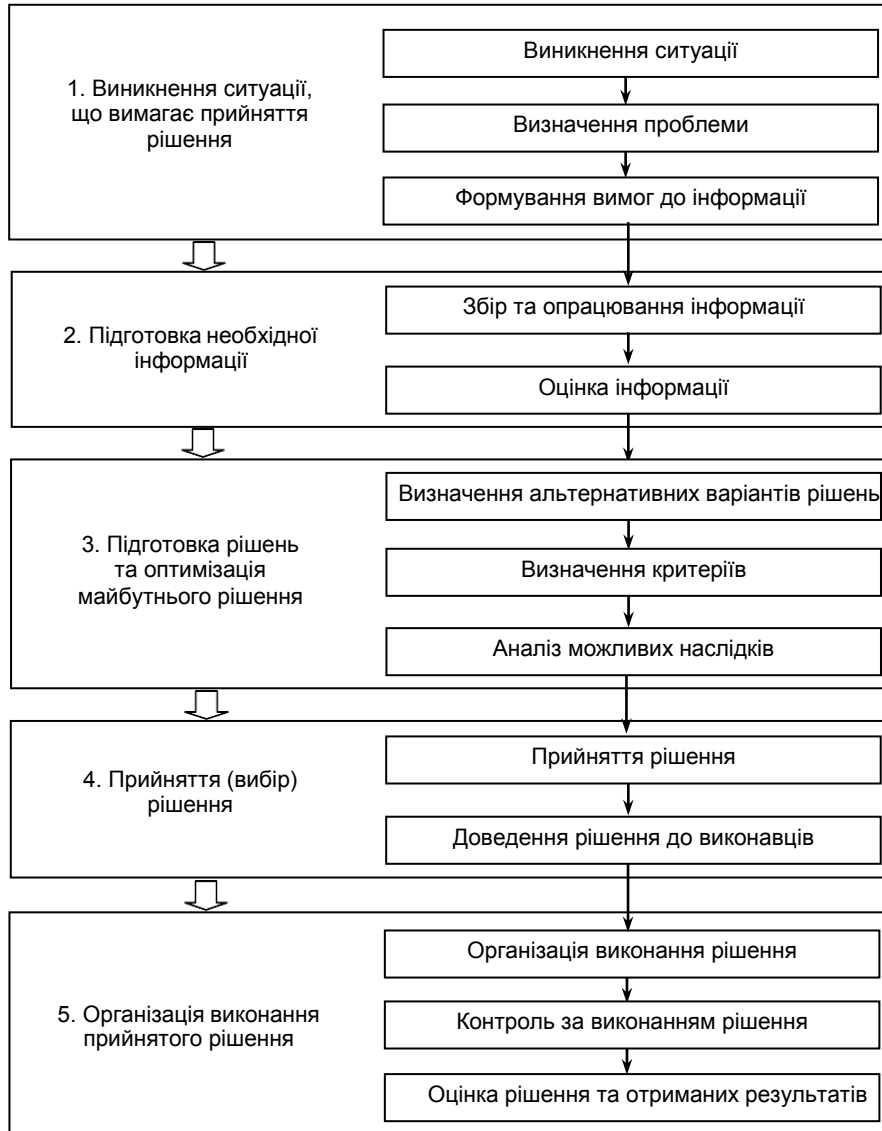 1. Виникнення ситуації,
що вимагає прийняття
рішення
Виникнення ситуації
Визначення проблеми
Формування вимог до інформації
2. Підготовка необхідної
інформації
Збір та опрацювання інформації
Оцінка інформації
3. Підготовка рішень
та оптимізація
майбутнього рішення
Визначення альтернативних варіантів рішень
Визначення критеріїв
Аналіз можливих наслідків
4. Прийняття (вибір)
рішення
Прийняття рішення
Доведення рішення до виконавців
5. Організація виконання
прийнятого рішення
Організація виконання рішення
Контроль за виконанням рішення
Оцінка рішення та отриманих результатів